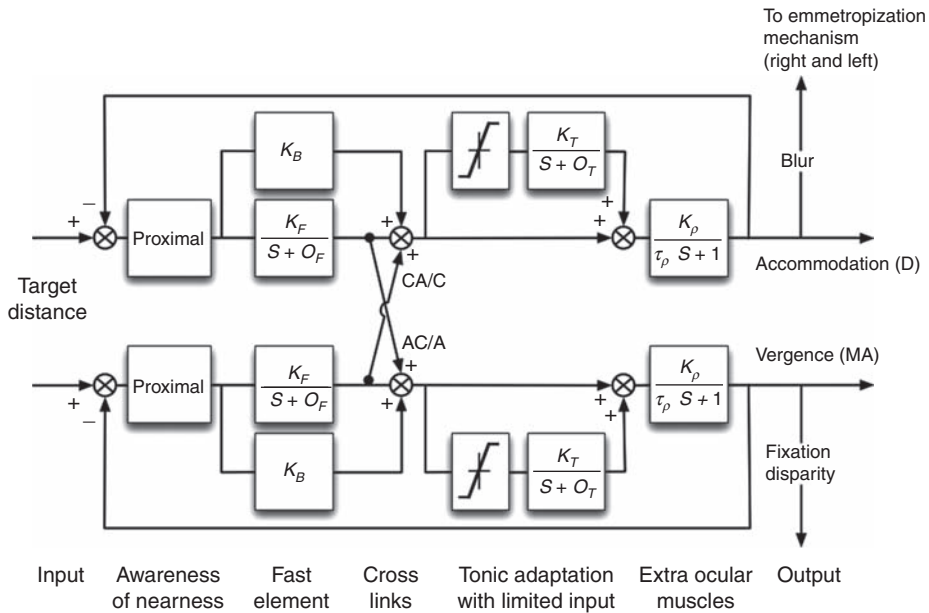 To emmetropization
mechanism
(right and left)
K_B
K_T
S + O_T
Blur
−
+
+
+
+
+
+
Proximal
K_F
S + O_F
K_ρ
τ_ρ S + 1
Accommodation (D)
Target
distance
CA/C
AC/A
Vergence (MA)
+
+
Proximal
K_F
S + O_F
+
+
+
K_ρ
τ_ρ S + 1
−
K_B
K_T
S + O_T
Fixation
disparity
Input
Awareness
of nearness
Fast
element
Cross
links
Tonic adaptation
with limited input
Extra ocular
muscles
Output